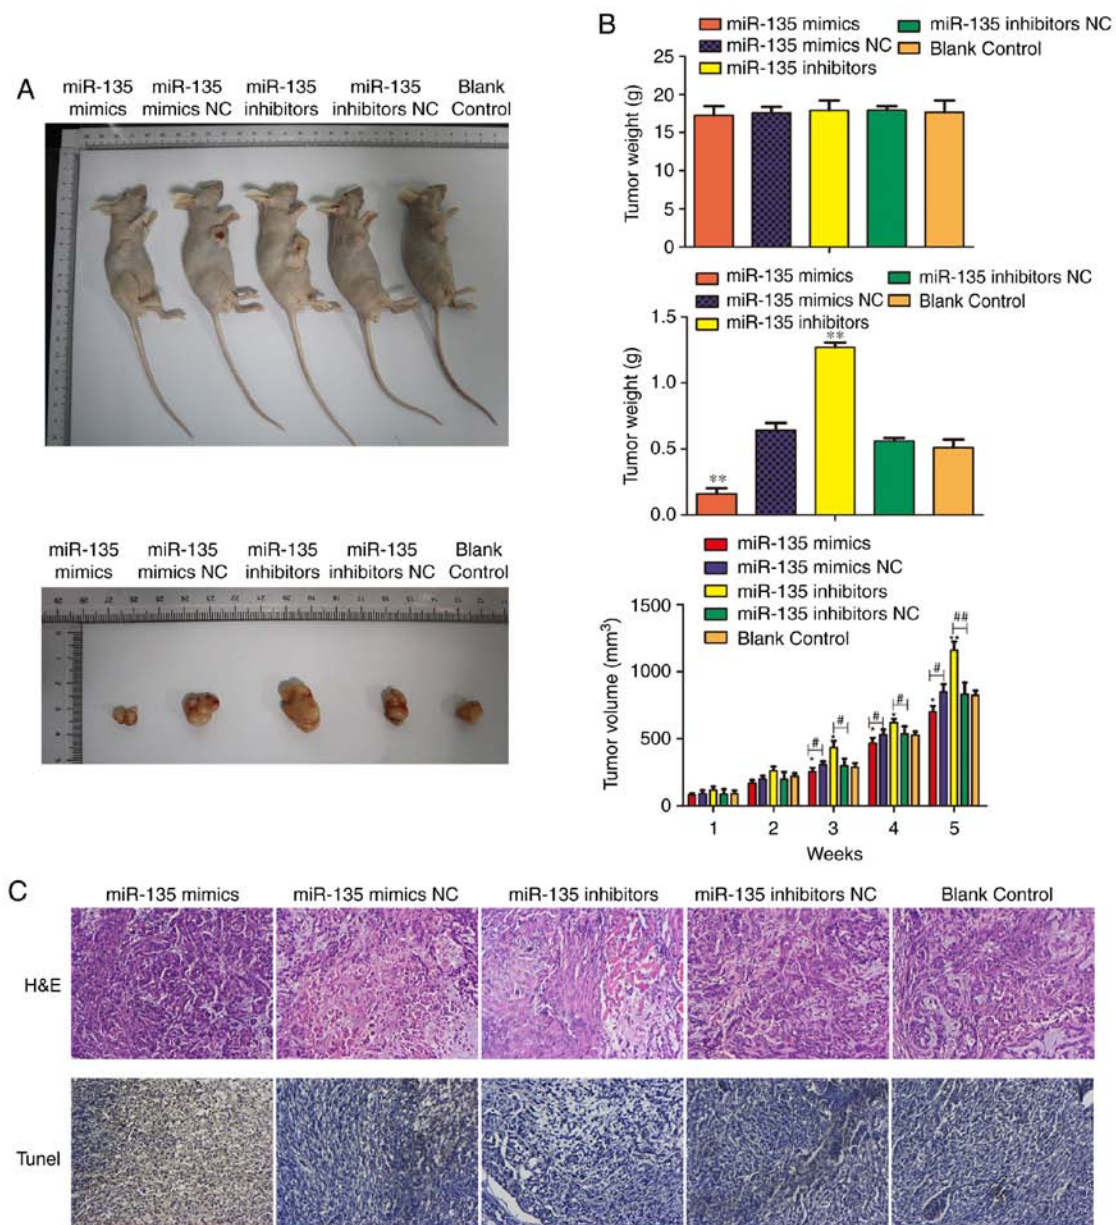 A
miR-135 mimics
miR-135 mimics NC
miR-135 inhibitors
miR-135 inhibitors NC
Blank Control
miR-135 mimics
miR-135 mimics NC
miR-135 inhibitors
miR-135 inhibitors NC
Blank Control
B
miR-135 mimics
miR-135 mimics NC
miR-135 inhibitors
miR-135 inhibitors NC
Blank Control
Tumor weight (g)
25
20
15
10
5
0
miR-135 mimics
miR-135 mimics NC
miR-135 inhibitors
miR-135 inhibitors NC
Blank Control
Tumor weight (g)
1.5
1.0
0.5
0.0
**
**
miR-135 mimics
miR-135 mimics NC
miR-135 inhibitors
miR-135 inhibitors NC
Blank Control
Tumor volume (mm³)
1500
1000
500
0
* # * #
* # * #
* # ** ##
1 2 3 4 5
Weeks
C
miR-135 mimics miR-135 mimics NC miR-135 inhibitors miR-135 inhibitors NC Blank Control
H&E
Tunel